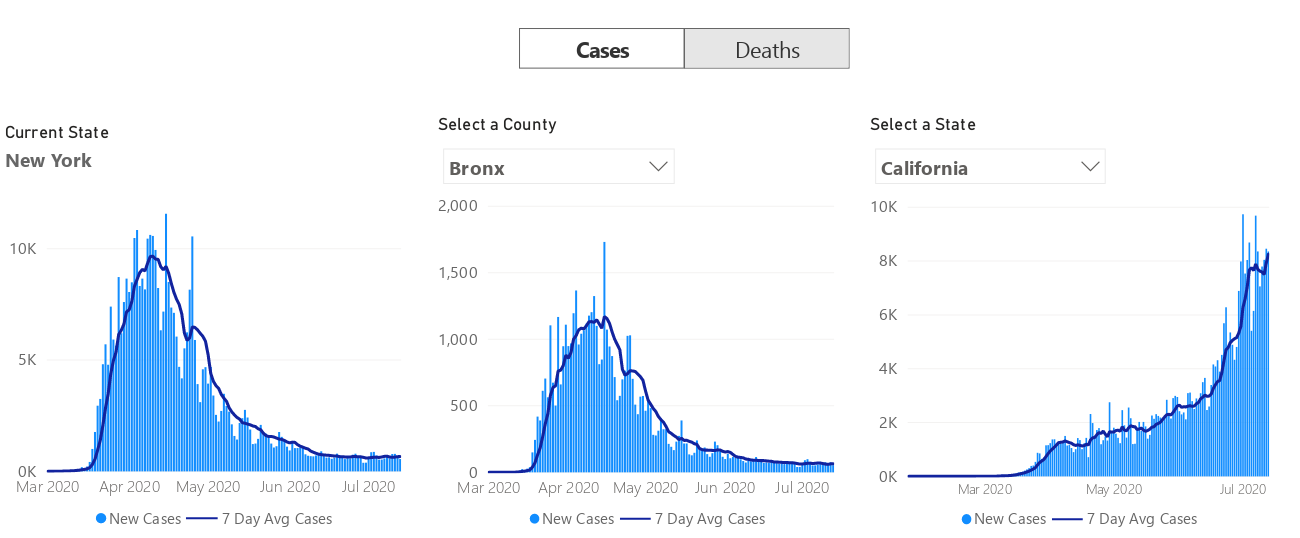 Cases Deaths
Current State
New York
10K
5K
0K
Mar 2020 Apr 2020 May 2020 Jun 2020 Jul 2020
New Cases 7 Day Avg Cases
Select a County
Bronx
2,000
1,500
1,000
500
0
Mar 2020 Apr 2020 May 2020 Jun 2020 Jul 2020
New Cases 7 Day Avg Cases
Select a State
California
10K
8K
6K
4K
2K
0K
Mar 2020 May 2020 Jul 2020
New Cases 7 Day Avg Cases